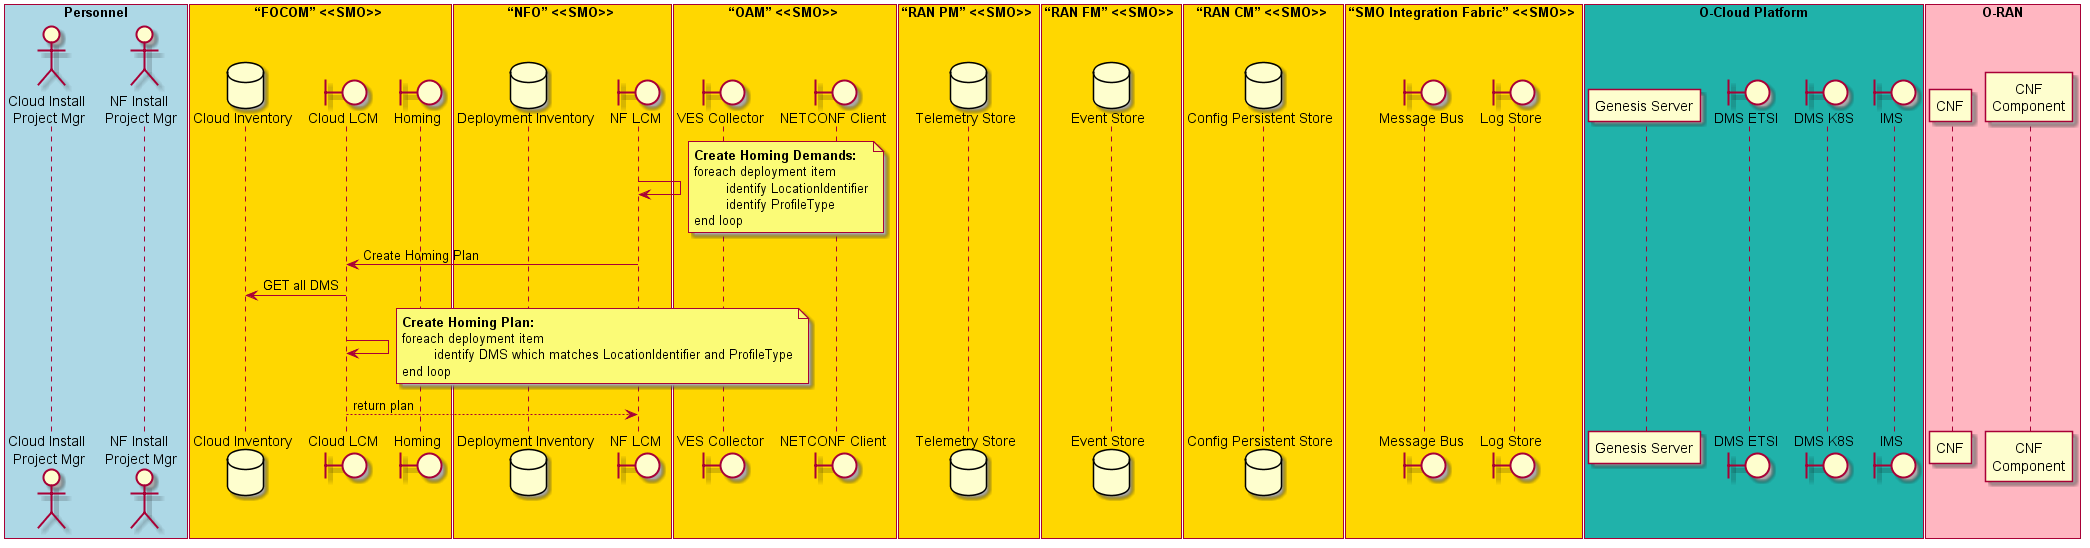 Personnel
“FOCOM” <<SMO>>
“NFO” <<SMO>>
“OAM” <<SMO>>
“RAN PM” <<SMO>>
“RAN FM” <<SMO>>
“RAN CM” <<SMO>>
“SMO Integration Fabric” <<SMO>>
O-Cloud Platform
O-RAN
Cloud Install
Project Mgr
NF Install
Project Mgr
Cloud Inventory
Cloud LCM
Homing
Deployment Inventory
NF LCM
VES Collector
NETCONF Client
Telemetry Store
Event Store
Config Persistent Store
Message Bus
Log Store
Genesis Server
DMS ETSI
DMS K8S
IMS
CNF
CNF
Component
Create Homing Demands:
foreach deployment item
identify LocationIdentifier
identify ProfileType
end loop
Create Homing Plan
GET all DMS
Create Homing Plan:
foreach deployment item
identify DMS which matches LocationIdentifier and ProfileType
end loop
return plan
Cloud Install
Project Mgr
NF Install
Project Mgr
Cloud Inventory
Cloud LCM
Homing
Deployment Inventory
NF LCM
VES Collector
NETCONF Client
Telemetry Store
Event Store
Config Persistent Store
Message Bus
Log Store
Genesis Server
DMS ETSI
DMS K8S
IMS
CNF
CNF
Component